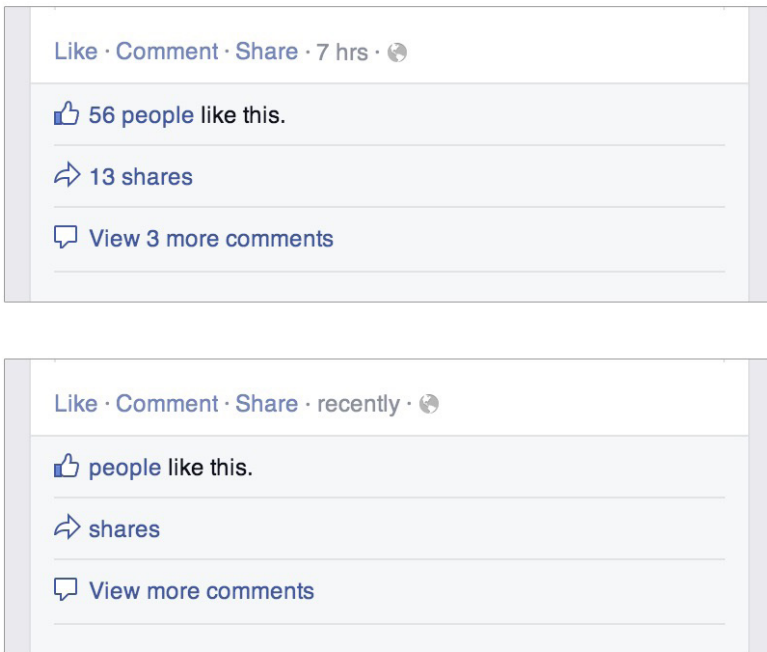 Like · Comment · Share · 7 hrs ·
56 people like this.
13 shares
View 3 more comments
Like · Comment · Share · recently ·
people like this.
shares
View more comments